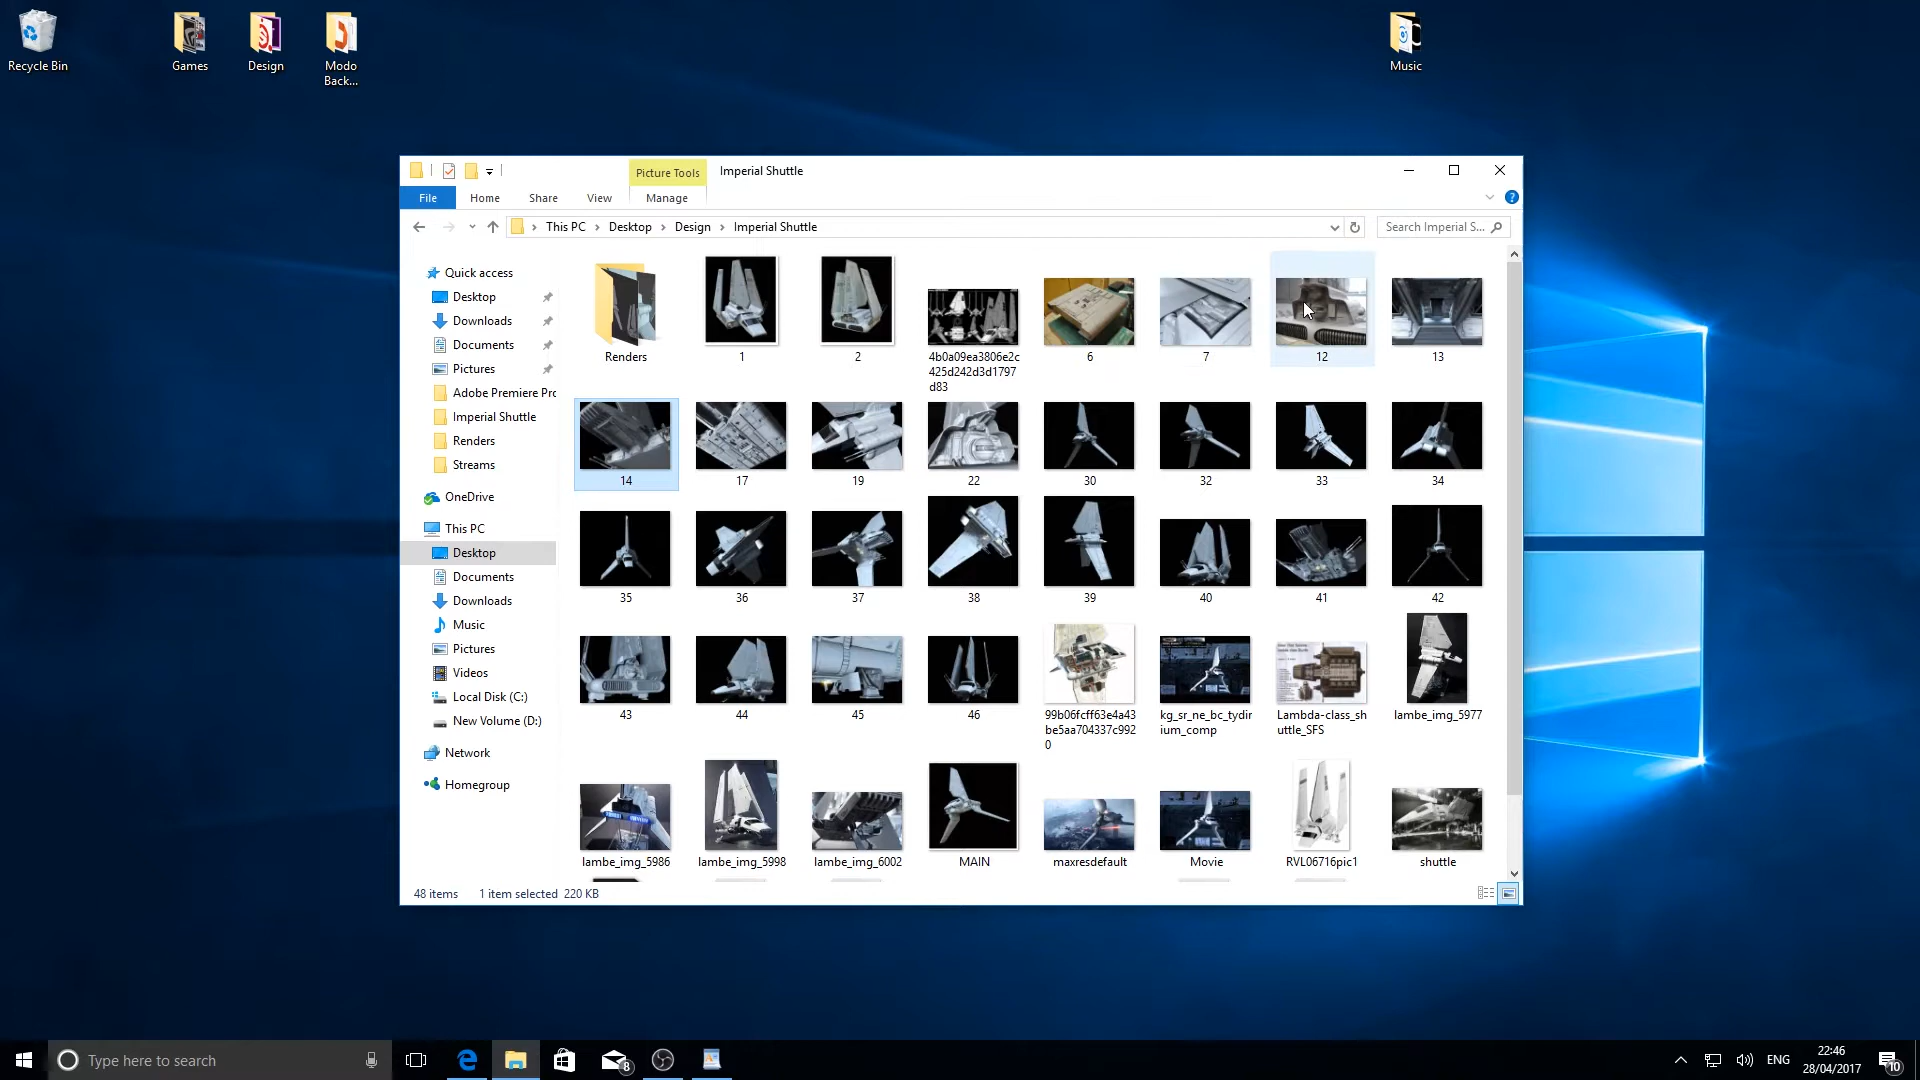 Recycle Bin
Games
Design
Modo
Back...
Music
Picture Tools
Imperial Shuttle
File
Home
Share
View
Manage
This PC
Desktop
Design
Imperial Shuttle
Search Imperial S...
Quick access
Desktop
Downloads
Documents
Pictures
Adobe Premiere Prc
Imperial Shuttle
Renders
Streams
OneDrive
This PC
Desktop
Documents
Downloads
Music
Pictures
Videos
Local Disk (C:)
New Volume (D:)
Network
Homegroup
Renders
1
2
4b0a09ea3806e2c
425d242d3d1797
d83
6
7
12
13
14
17
19
22
30
32
33
34
35
36
37
38
39
40
41
42
43
44
45
46
99b06fcff63e4a43
be5aa704337c992
0
kg_sr_ne_bc_tydir
ium_comp
Lambda-class_sh
uttle_SFS
lambe_img_5977
lambe_img_5986
lambe_img_5998
lambe_img_6002
MAIN
maxresdefault
Movie
RVL06716pic1
shuttle
48 items
1 item selected 220 KB
Type here to search
8
ENG
22:46
28/04/2017
10